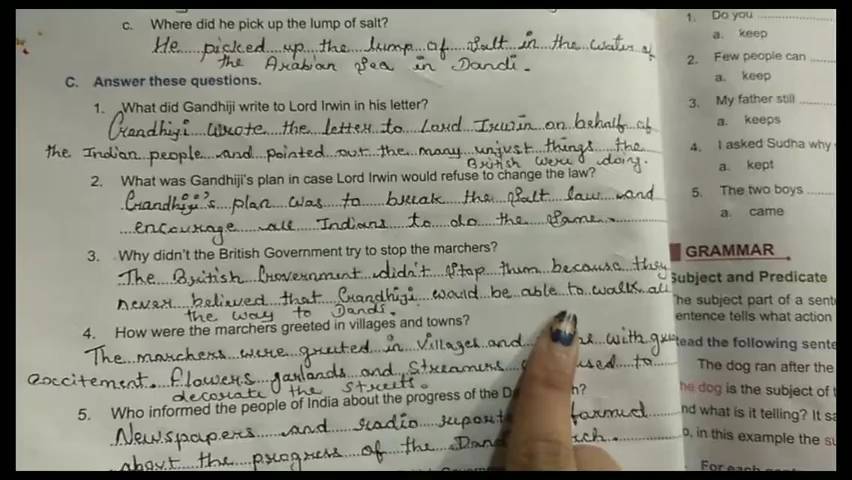 c. Where did he pick up the lump of salt?
He picked up the lump of salt in the water of
the Arabian Sea in Dandi.
C. Answer these questions.
1. What did Gandhiji write to Lord Irwin in his letter?
Gandhiji wrote the letter to Lord Irwin on behalf of
the Indian people and pointed out the many unjust things the
British were doing.
2. What was Gandhiji's plan in case Lord Irwin would refuse to change the law?
Gandhiji's plan was to break the salt law and
encourage all Indians to do the same.
3. Why didn't the British Government try to stop the marchers?
The British Government didn't stop them because they
never believed that Gandhiji would be able to walk all
the way to Dandi.
4. How were the marchers greeted in villages and towns?
The marchers were greeted in villages and with
excitement. Flowers garlands and streamers used to
decorate the streets.
5. Who informed the people of India about the progress of the
Newspapers and radio
about the progress of the
1. Do you
a. keep
2. Few people can
a. keep
3. My father still
a. keeps
4. I asked Sudha why
a. kept
5. The two boys
a. came
GRAMMAR
Subject and Predicate
The subject part of a
entence tells what action
ead the following
The dog ran after the
he dog is the subject of
nd what is it telling? It
o, in this example the
For each